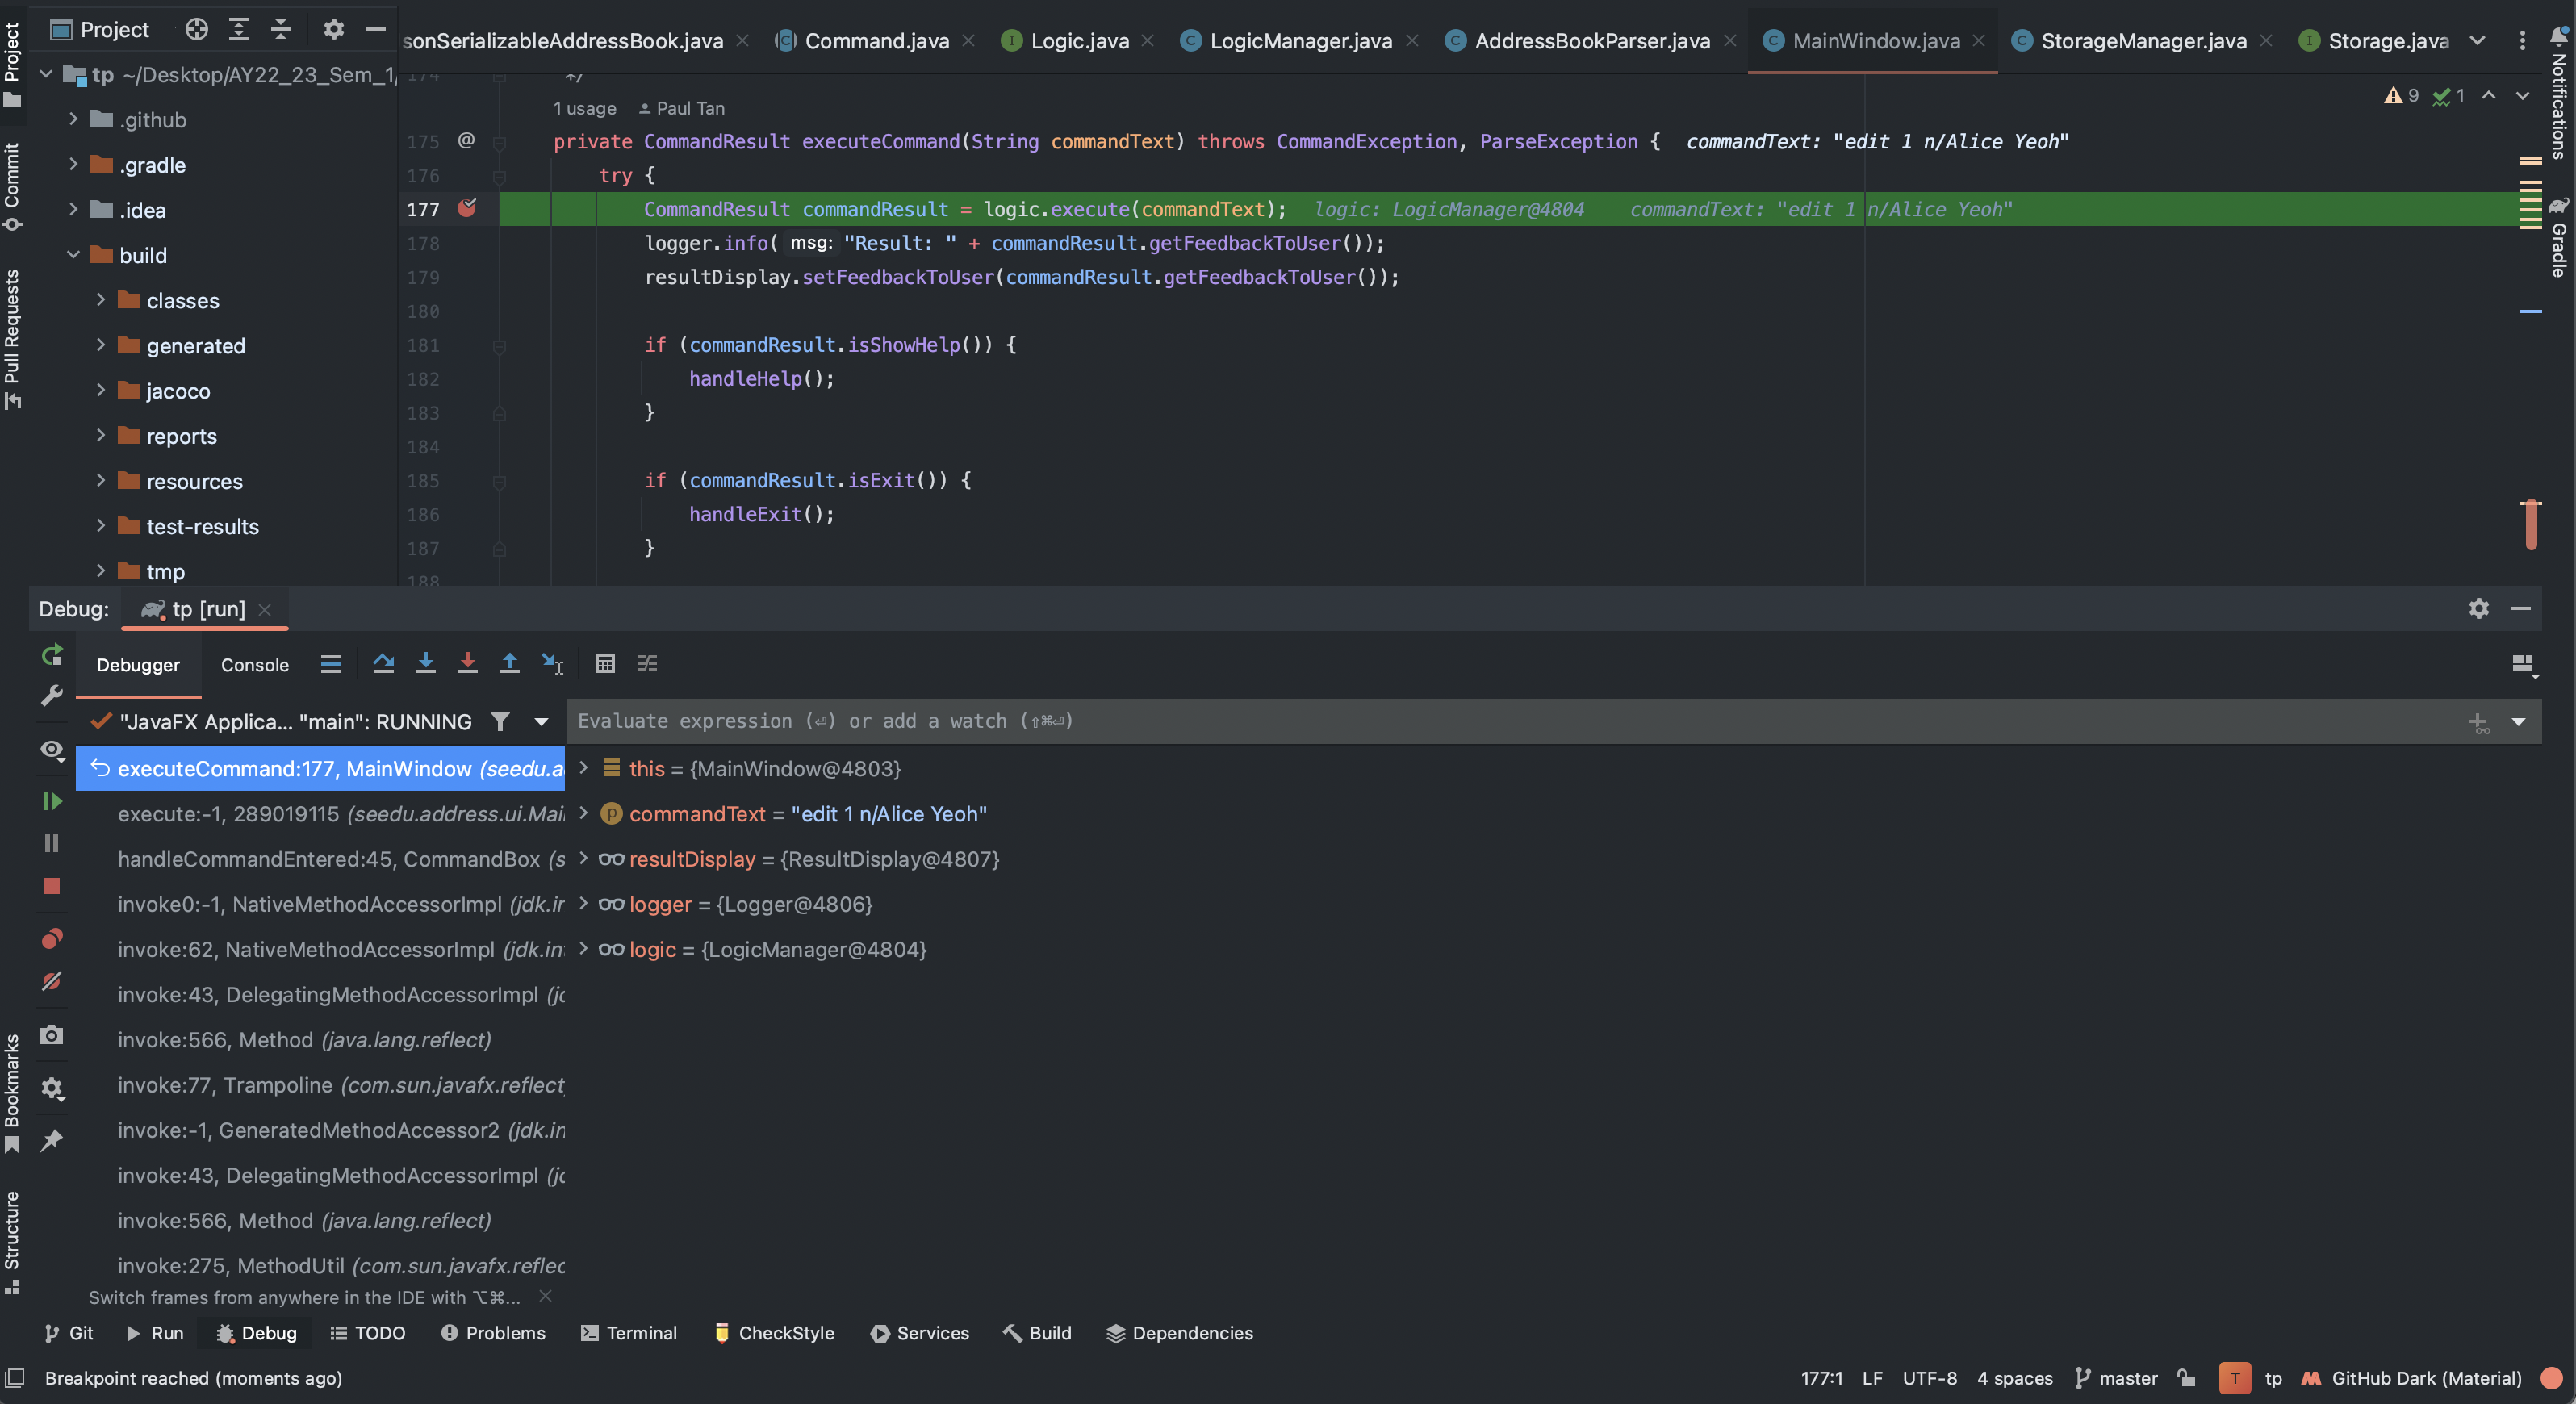 Project
tp ~/Desktop/AY22_23_Sem_1/
.github
.gradle
.idea
build
classes
generated
jacoco
reports
resources
test-results
tmp
Project
Commit
Pull Requests
Bookmarks
Structure
sonSerializableAddressBook.java
Command.java
Logic.java
LogicManager.java
AddressBookParser.java
MainWindow.java
StorageManager.java
Storage.java
Notifications
Gradle
9 1
174 */
1 usage Paul Tan
175 @ private CommandResult executeCommand(String commandText) throws CommandException, ParseException { commandText: "edit 1 n/Alice Yeoh"
176 try {
177 CommandResult commandResult = logic.execute(commandText); logic: LogicManager@4804 commandText: "edit 1 n/Alice Yeoh"
178 logger.info( msg: "Result: " + commandResult.getFeedbackToUser());
179 resultDisplay.setFeedbackToUser(commandResult.getFeedbackToUser());
180
181 if (commandResult.isShowHelp()) {
182 handleHelp();
183 }
184
185 if (commandResult.isExit()) {
186 handleExit();
187 }
188
Debug: tp [run]
Debugger Console
"JavaFX Applica... "main": RUNNING
Evaluate expression (⏎) or add a watch (⇧⌘⏎)
executeCommand:177, MainWindow (seedu.a
execute:-1, 289019115 (seedu.address.ui.Mai
handleCommandEntered:45, CommandBox (s
invoke0:-1, NativeMethodAccessorImpl (jdk.ir
invoke:62, NativeMethodAccessorImpl (jdk.in
invoke:43, DelegatingMethodAccessorImpl (jd
invoke:566, Method (java.lang.reflect)
invoke:77, Trampoline (com.sun.javafx.reflect
invoke:-1, GeneratedMethodAccessor2 (jdk.in
invoke:43, DelegatingMethodAccessorImpl (jd
invoke:566, Method (java.lang.reflect)
invoke:275, MethodUtil (com.sun.javafx.reflec
Switch frames from anywhere in the IDE with ⌥⌘...
this = {MainWindow@4803}
p commandText = "edit 1 n/Alice Yeoh"
resultDisplay = {ResultDisplay@4807}
logger = {Logger@4806}
logic = {LogicManager@4804}
Git Run Debug TODO Problems Terminal CheckStyle Services Build Dependencies
Breakpoint reached (moments ago)
177:1 LF UTF-8 4 spaces master T tp GitHub Dark (Material)